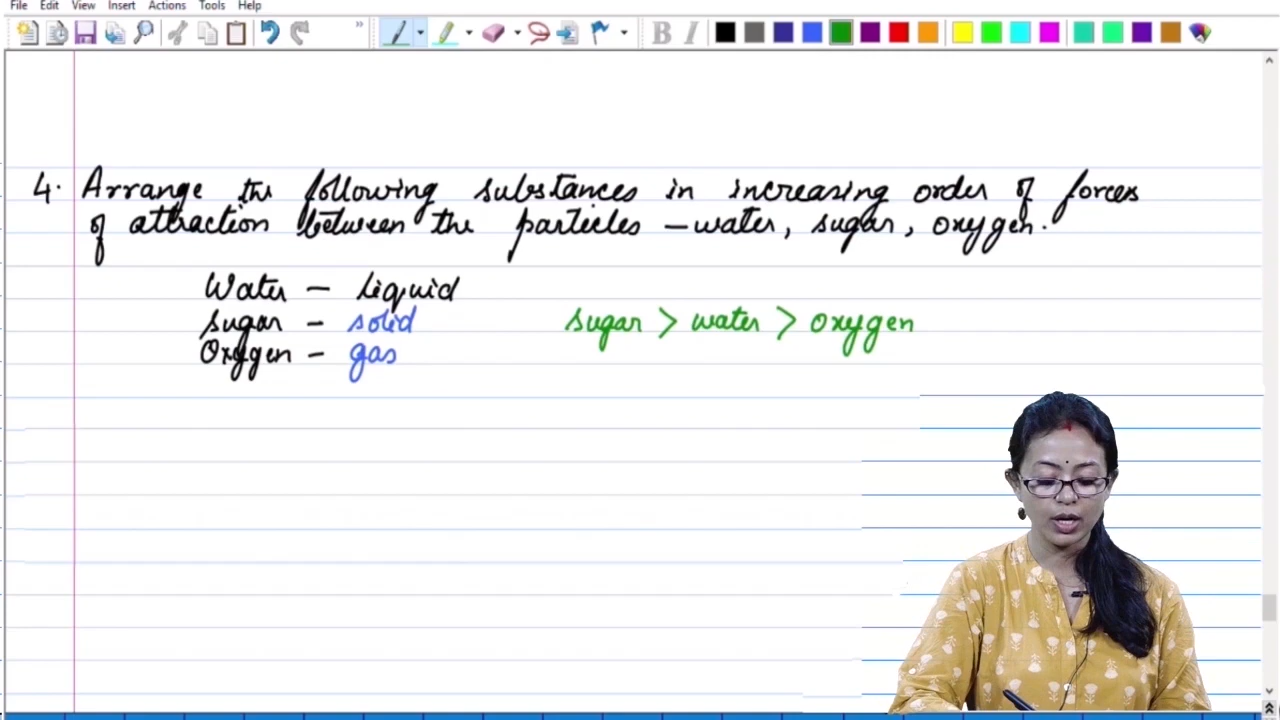 File Edit View Insert Actions Tools Help
B I
4. Arrange the following substances in increasing order of forces
of attraction between the particles – water, sugar, oxygen.
Water – liquid
Sugar – solid
Oxygen – gas
sugar > water > oxygen